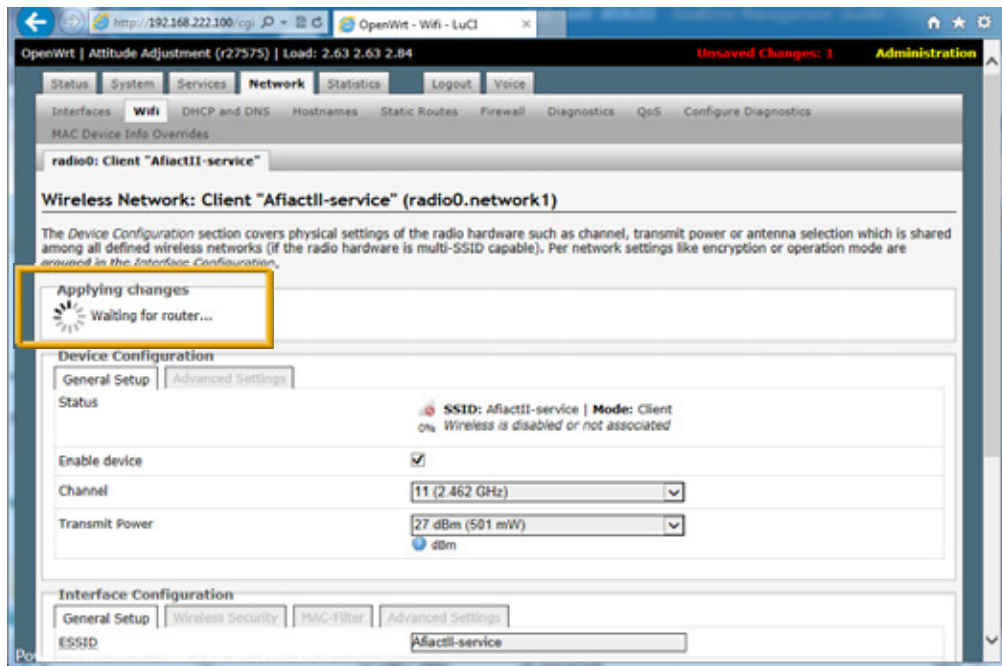 http://192.168.222.100/cgi
OpenWrt - Wifi - LuCI
OpenWrt | Attitude Adjustment (r27575) | Load: 2.63 2.63 2.84
Unsaved Changes: 1
Administration
Status System Services Network Statistics Logout Voice
Interfaces Wifi DHCP and DNS Hostnames Static Routes Firewall Diagnostics QoS Configure Diagnostics
MAC Device Info Overrides
radio0: Client "AfiactII-service"
Wireless Network: Client "AfiactII-service" (radio0.network1)
The Device Configuration section covers physical settings of the radio hardware such as channel, transmit power or antenna selection which is shared
among all defined wireless networks (if the radio hardware is multi-SSID capable). Per network settings like encryption or operation mode are
grouped in the Interface Configuration.
Applying changes
Waiting for router...
Device Configuration
General Setup Advanced Settings
Status
SSID: AfiactII-service | Mode: Client
0% Wireless is disabled or not associated
Enable device
Channel
11 (2.462 GHz)
Transmit Power
27 dBm (501 mW)
dBm
Interface Configuration
General Setup Wireless Security MAC-Filter Advanced Settings
ESSID
AfiactII-service